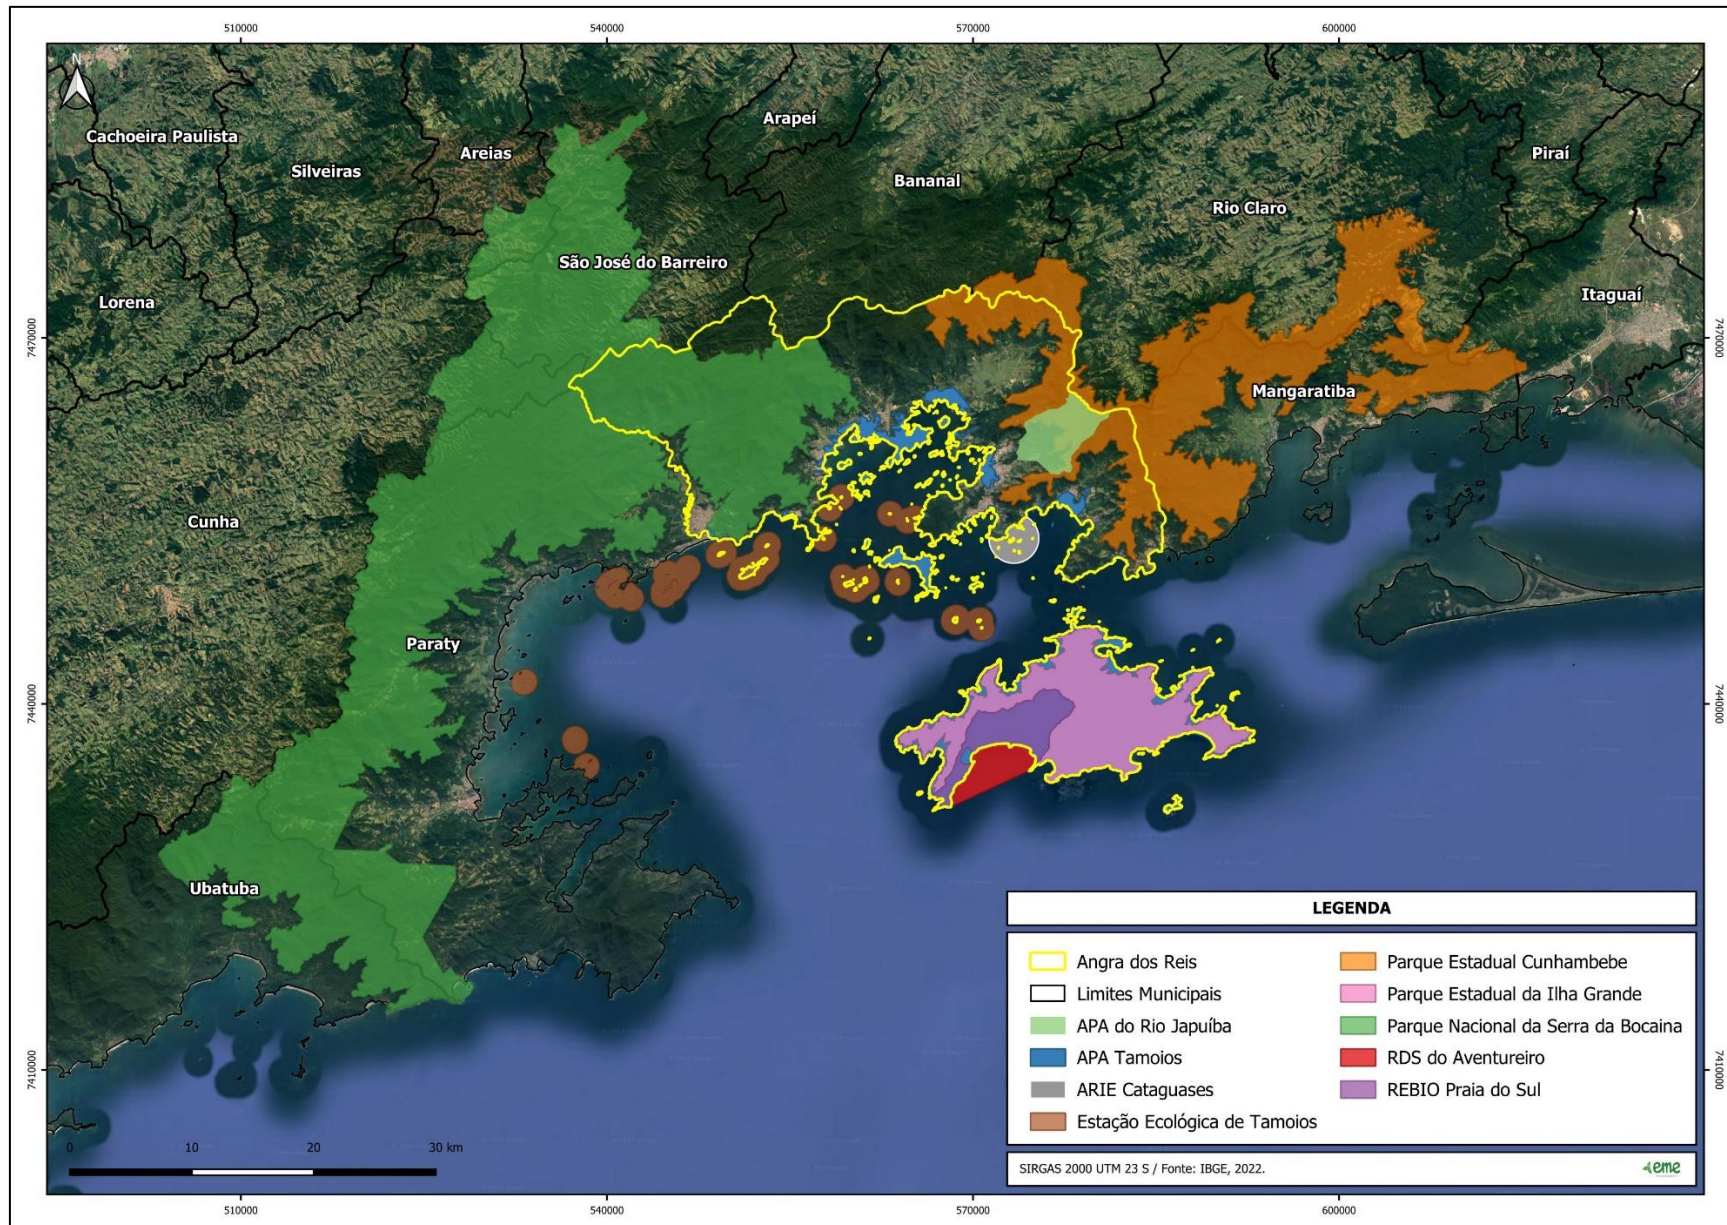 510000
540000
570000
600000
N
Arapeí
Cachoeira Paulista
Areias
Piraí
Silveiras
Bananal
Rio Claro
São José do Barreiro
Lorena
Itaguaí
7470000
7470000
Mangaratiba
Cunha
Paraty
7440000
7440000
Ubatuba
LEGENDA
Angra dos Reis
Limites Municipais
APA do Rio Japuíba
APA Tamoios
ARIE Cataguases
Estação Ecológica de Tamoios
Parque Estadual Cunhambebe
Parque Estadual da Ilha Grande
Parque Nacional da Serra da Bocaina
RDS do Aventureiro
REBIO Praia do Sul
7410000
7410000
0 10 20 30 km
SIRGAS 2000 UTM 23 S / Fonte: IBGE, 2022.
eme
510000
540000
570000
600000